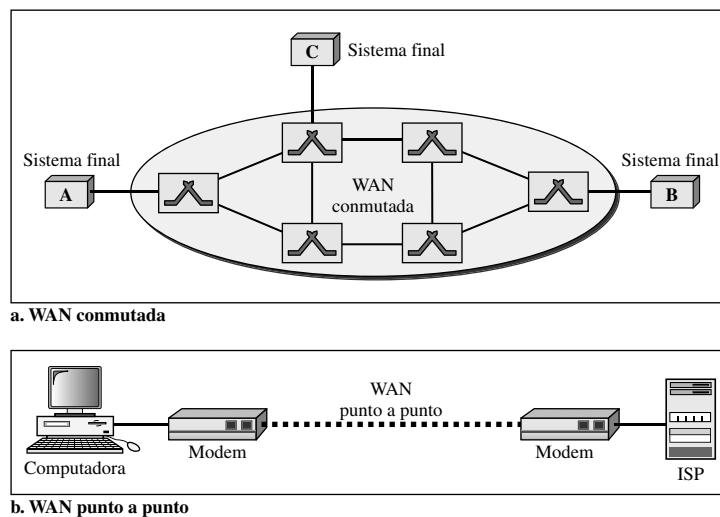 C
Sistema final
Sistema final
A
WAN
conmutada
Sistema final
B
a. WAN conmutada
Computadora
Modem
WAN
punto a punto
Modem
ISP
b. WAN punto a punto